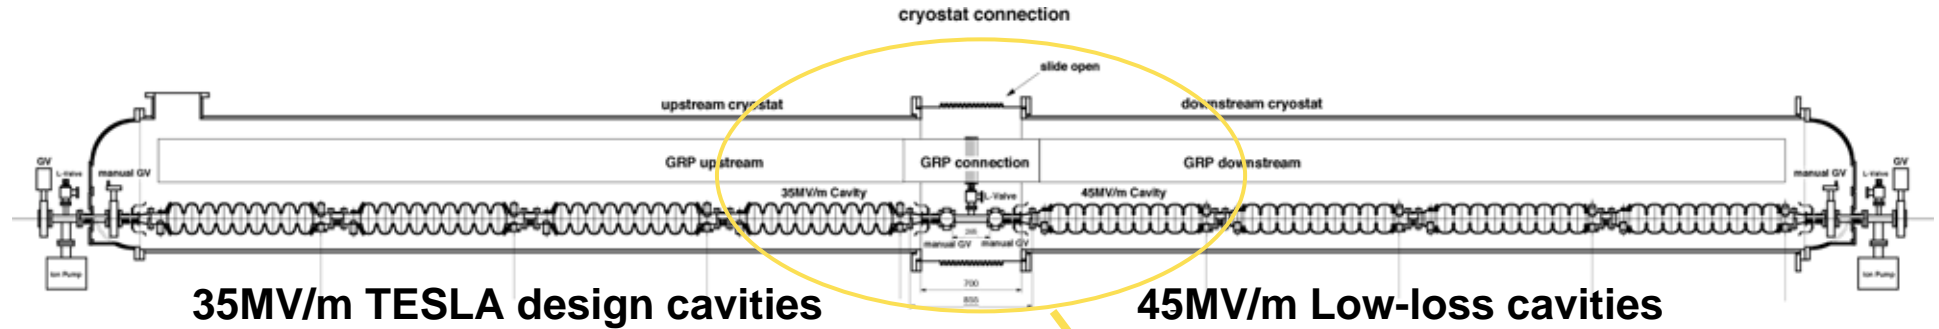 cryostat connection
slide open
upstream cryostat
downstream cryostat
GV
L-Valve
manual GV
GRP upstream
GRP connection
GRP downstream
manual GV
L-Valve
GV
35MV/m Cavity
L-Valve
45MV/m Cavity
manual GV
manual GV
Ion Pump
700
855
Ion Pump
35MV/m TESLA design cavities
45MV/m Low-loss cavities